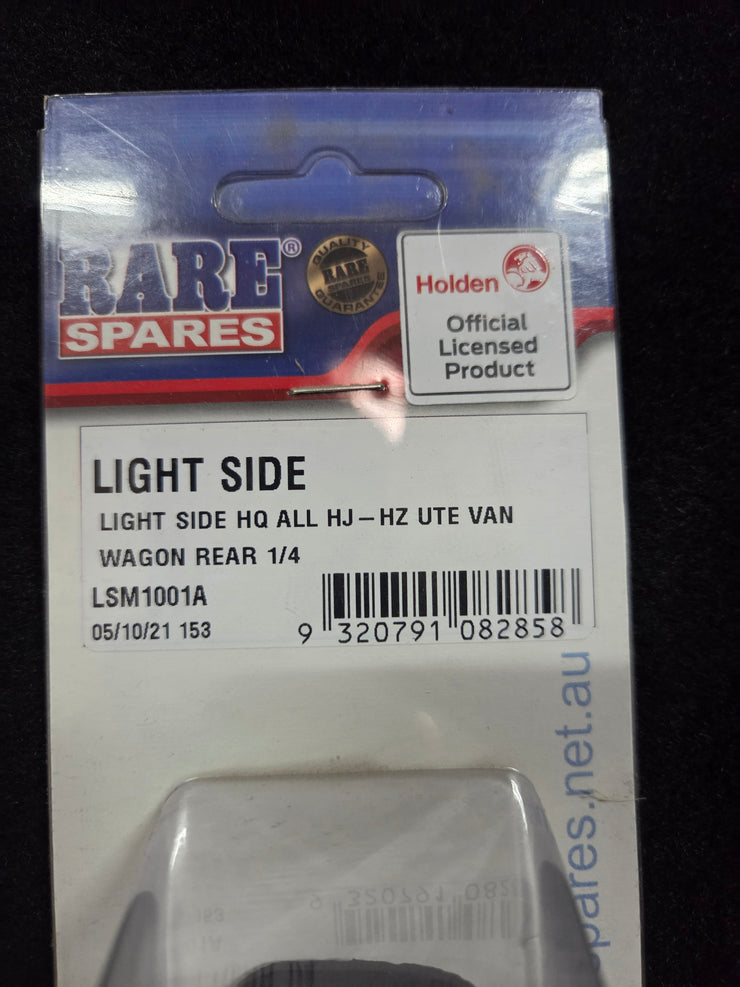 RARE®
SPARES
QUALITY
RARE
SPARES
GUARANTEE
Holden
Official
Licensed
Product
LIGHT SIDE
LIGHT SIDE HQ ALL HJ-HZ UTE VAN
WAGON REAR 1/4
LSM1001A
05/10/21 153
9 320791 082858
spares.net.au